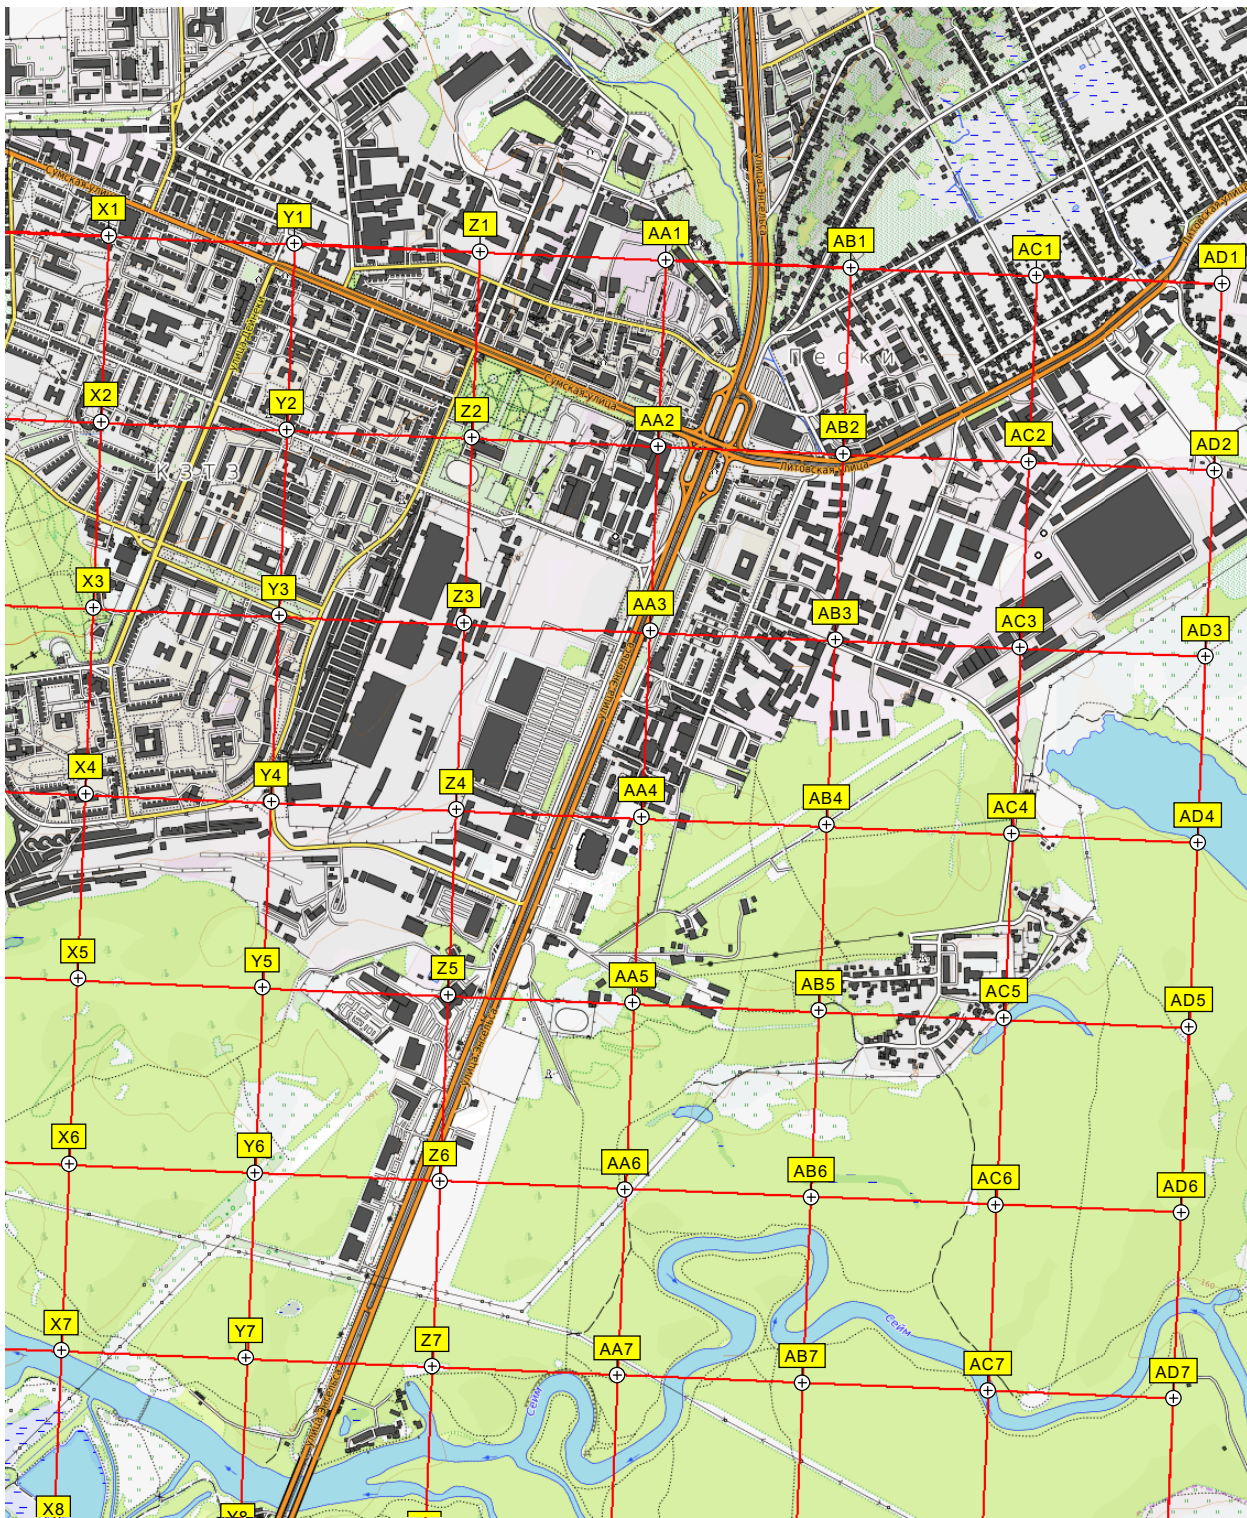 Сумская улица
улица Энгельса
Литовская улица
X1
Y1
Z1
AA1
AB1
AC1
AD1
Пески
Сумская улица
X2
Y2
Z2
AA2
AB2
AC2
AD2
Литовская улица
КЗТЗ
X3
Y3
Z3
AA3
AB3
AC3
AD3
улица Энгельса
X4
Y4
Z4
AA4
AB4
AC4
AD4
X5
Y5
Z5
AA5
AB5
AC5
AD5
улица Энгельса
160
X6
Y6
Z6
AA6
AB6
AC6
AD6
160
Сейм
X7
Y7
Z7
AA7
AB7
AC7
AD7
Сейм
улица Энгельса
X8
Y8